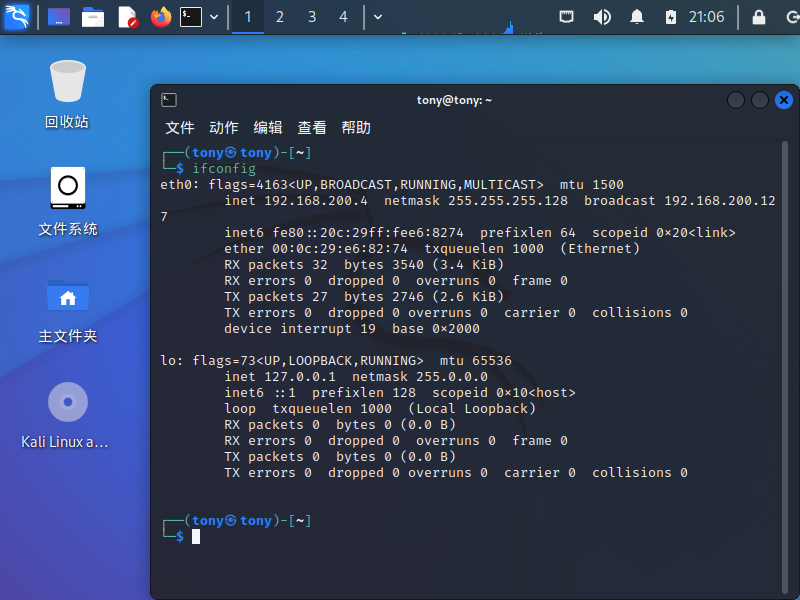 1 2 3 4 21:06
回收站
文件系统
主文件夹
Kali Linux a...
tony@tony: ~
文件 动作 编辑 查看 帮助
┌──(tony㉿tony)-[~]
└─$ ifconfig
eth0: flags=4163<UP,BROADCAST,RUNNING,MULTICAST>  mtu 1500
        inet 192.168.200.4  netmask 255.255.255.128  broadcast 192.168.200.12
7
        inet6 fe80::20c:29ff:fee6:8274  prefixlen 64  scopeid 0x20<link>
        ether 00:0c:29:e6:82:74  txqueuelen 1000  (Ethernet)
        RX packets 32  bytes 3540 (3.4 KiB)
        RX errors 0  dropped 0  overruns 0  frame 0
        TX packets 27  bytes 2746 (2.6 KiB)
        TX errors 0  dropped 0 overruns 0  carrier 0  collisions 0
        device interrupt 19  base 0x2000
lo: flags=73<UP,LOOPBACK,RUNNING>  mtu 65536
        inet 127.0.0.1  netmask 255.0.0.0
        inet6 ::1  prefixlen 128  scopeid 0x10<host>
        loop  txqueuelen 1000  (Local Loopback)
        RX packets 0  bytes 0 (0.0 B)
        RX errors 0  dropped 0  overruns 0  frame 0
        TX packets 0  bytes 0 (0.0 B)
        TX errors 0  dropped 0 overruns 0  carrier 0  collisions 0
┌──(tony㉿tony)-[~]
└─$